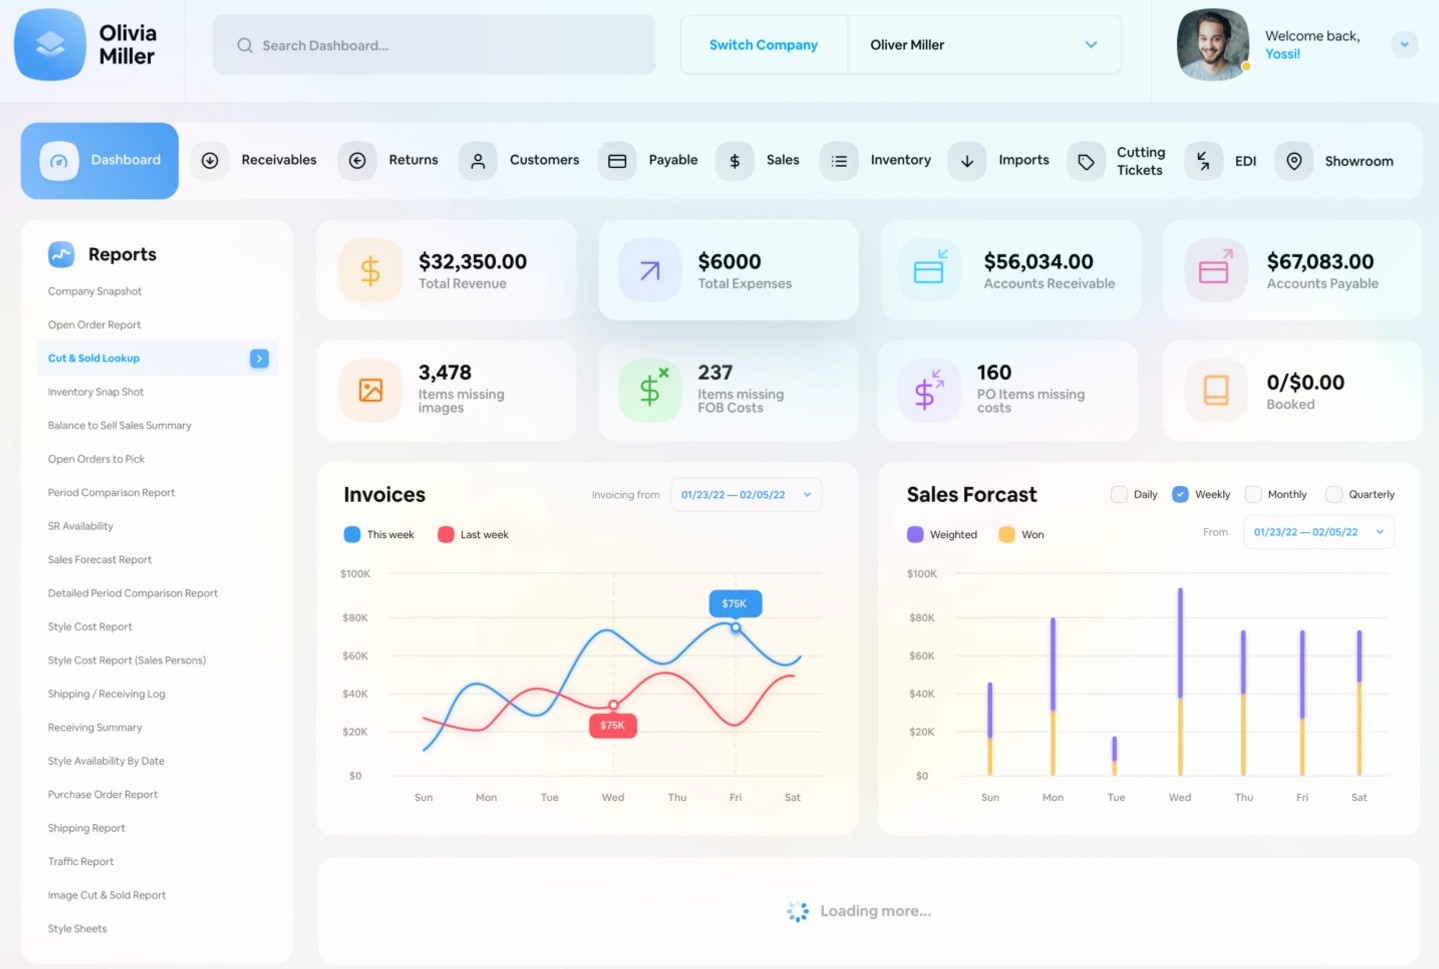 Olivia
Miller
Search Dashboard...
Switch Company
Oliver Miller
Welcome back,
Yossi!
Dashboard
Receivables
Returns
Customers
Payable
Sales
Inventory
Imports
Cutting
Tickets
EDI
Showroom
Reports
Company Snapshot
Open Order Report
Cut & Sold Lookup
Inventory Snap Shot
Balance to Sell Sales Summary
Open Orders to Pick
Period Comparison Report
SR Availability
Sales Forecast Report
Detailed Period Comparison Report
Style Cost Report
Style Cost Report (Sales Persons)
Shipping / Receiving Log
Receiving Summary
Style Availability By Date
Purchase Order Report
Shipping Report
Traffic Report
Image Cut & Sold Report
Style Sheets
$32,350.00
Total Revenue
$6000
Total Expenses
$56,034.00
Accounts Receivable
$67,083.00
Accounts Payable
3,478
Items missing
images
237
Items missing
FOB Costs
160
PO Items missing
costs
0/$0.00
Booked
Invoices
Invoicing from
01/23/22 — 02/05/22
This week
Last week
$100K
$80K
$60K
$40K
$20K
$0
$75K
$75K
Sun
Mon
Tue
Wed
Thu
Fri
Sat
Sales Forcast
Daily
Weekly
Monthly
Quarterly
Weighted
Won
From
01/23/22 — 02/05/22
$100K
$80K
$60K
$40K
$20K
$0
Sun
Mon
Tue
Wed
Thu
Fri
Sat
Loading more...